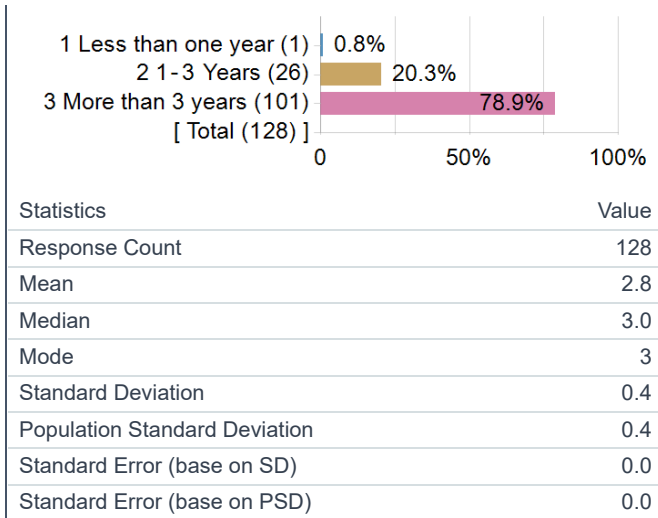 1 Less than one year (1) 0.8%
2 1-3 Years (26) 20.3%
3 More than 3 years (101) 78.9%
[ Total (128) ]
0 50% 100%
Statistics Value
Response Count 128
Mean 2.8
Median 3.0
Mode 3
Standard Deviation 0.4
Population Standard Deviation 0.4
Standard Error (base on SD) 0.0
Standard Error (base on PSD) 0.0